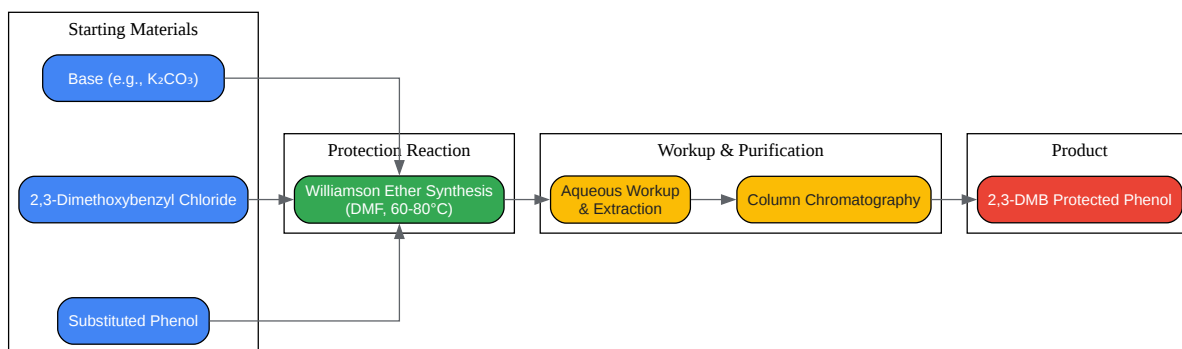 Starting Materials
Base (e.g., K₂CO₃)
2,3-Dimethoxybenzyl Chloride
Substituted Phenol
Protection Reaction
Williamson Ether Synthesis
(DMF, 60-80°C)
Workup & Purification
Aqueous Workup
& Extraction
Column Chromatography
Product
2,3-DMB Protected Phenol